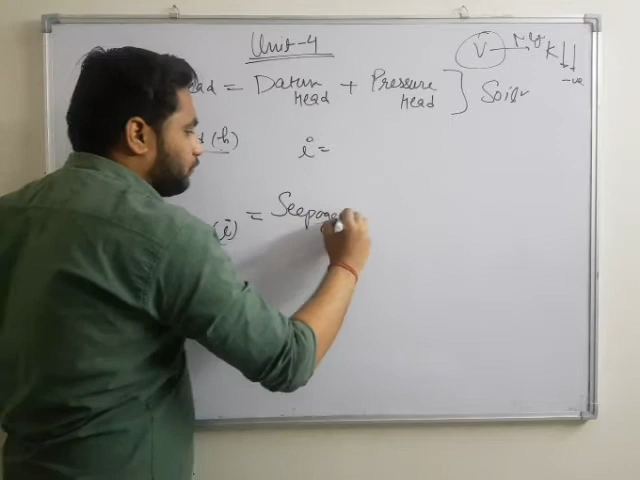 Unit-4
V → K ↓↓ -ve
ead = Datum Head + Pressure Head ] Soil
(h) i =
(i) = Seepage